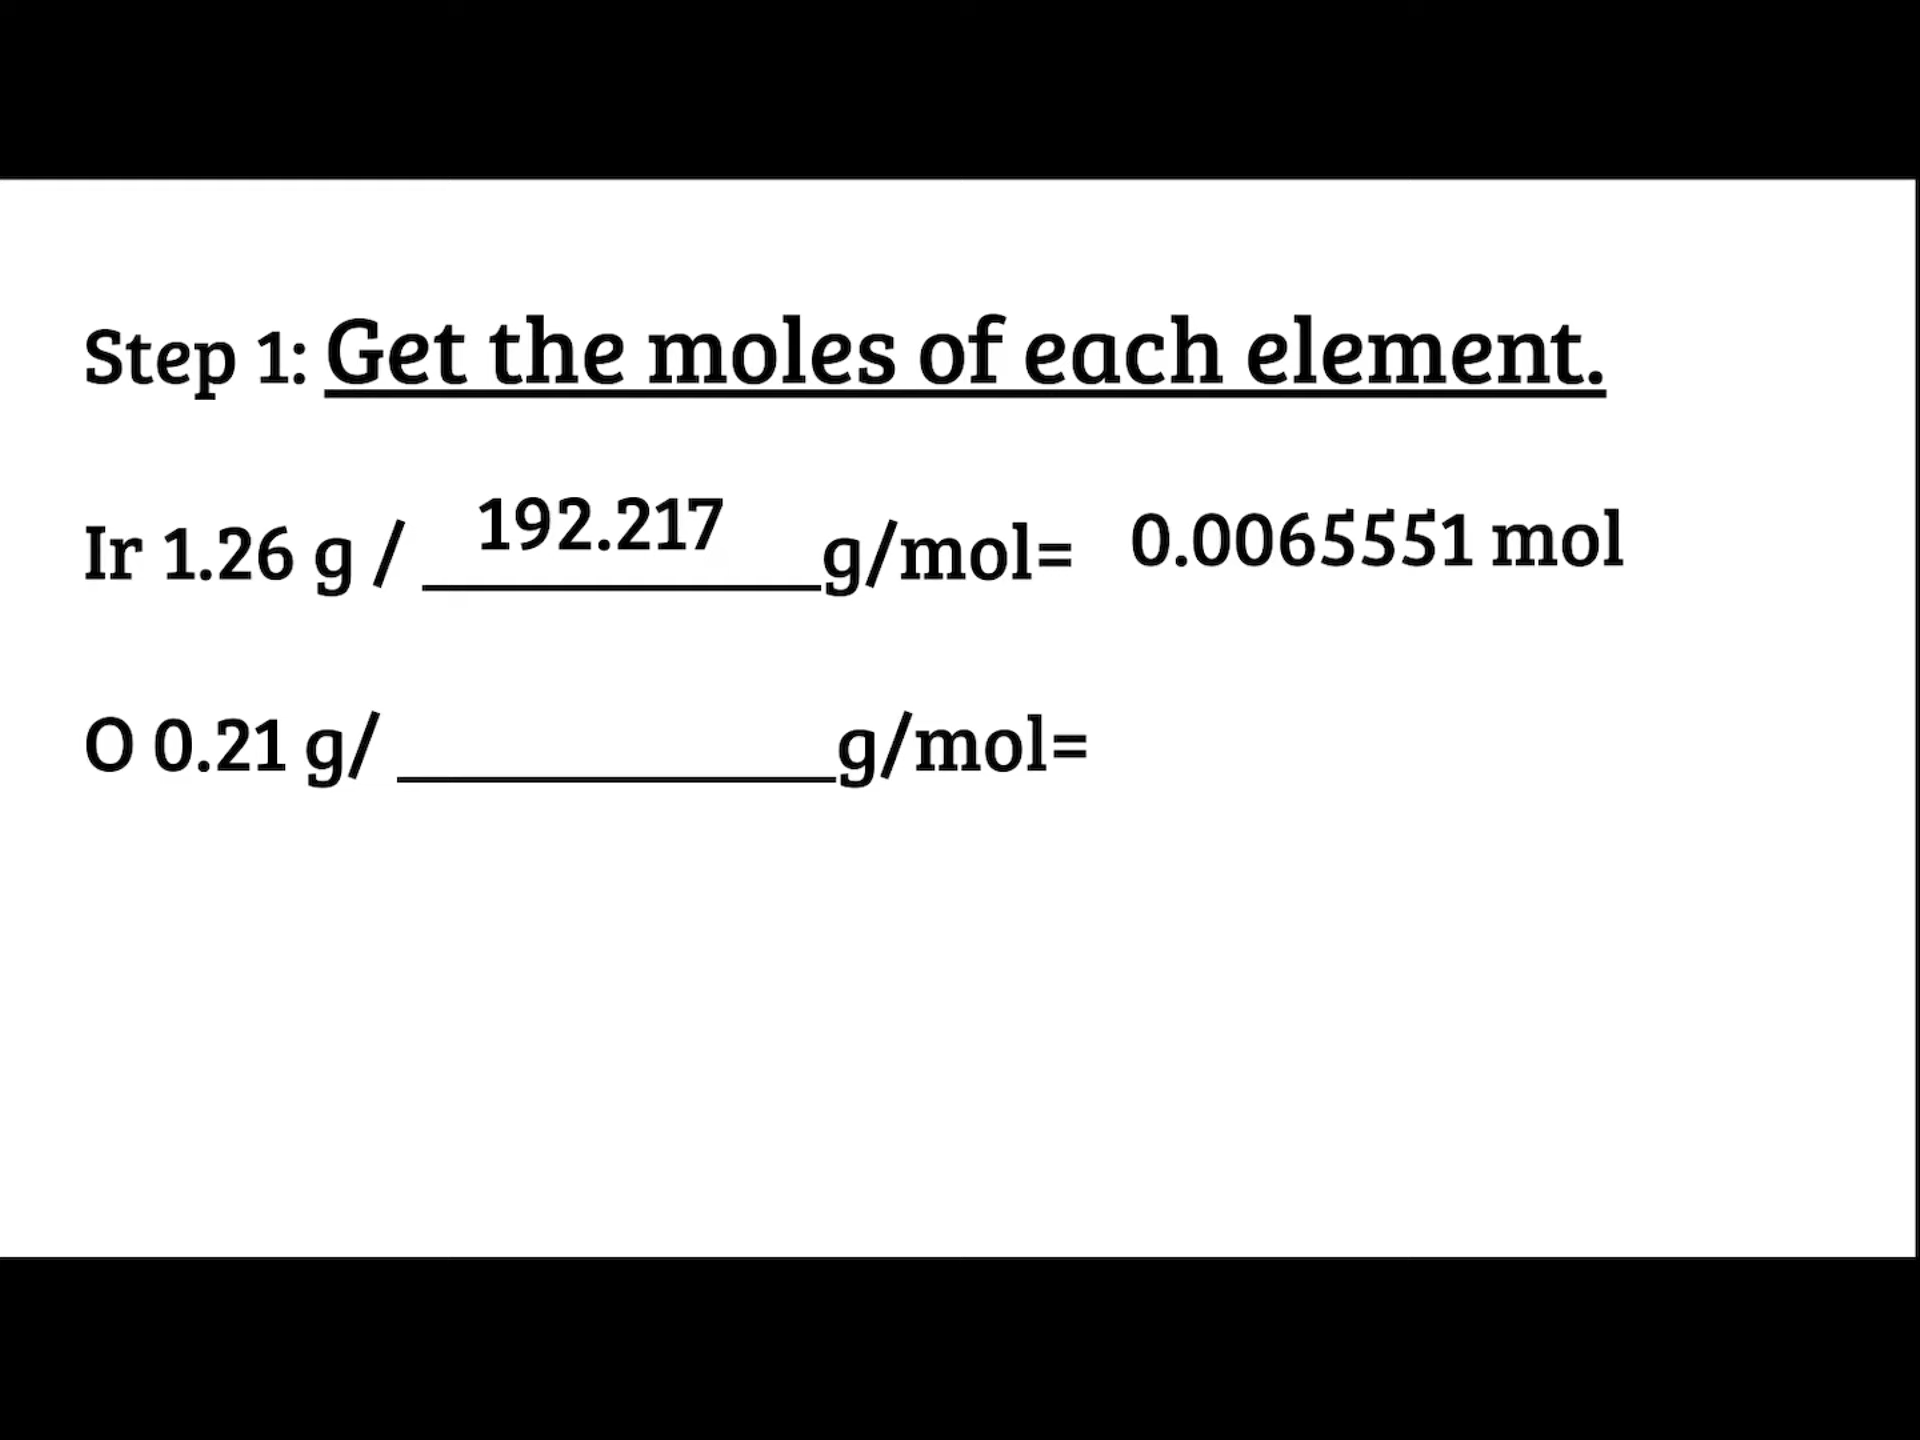 Step 1: Get the moles of each element.
Ir 1.26 g / 192.217 g/mol= 0.0065551 mol
O 0.21 g/ __________g/mol=